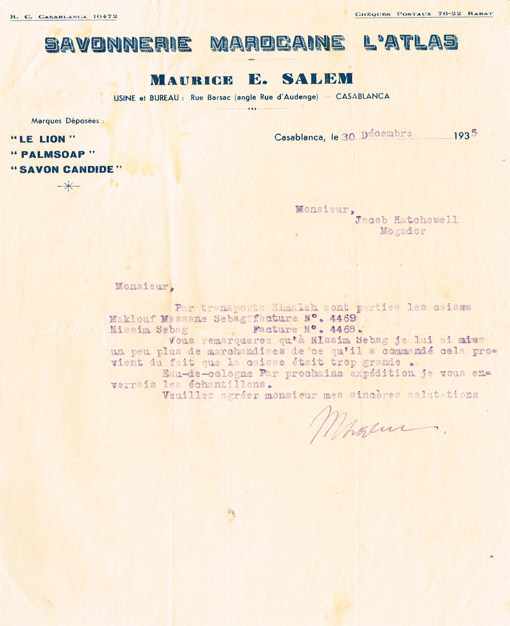 R. C. CASABLANCA 10472
CHÈQUES POSTAUX 76-22 RABAT
SAVONNERIE MAROCAINE L'ATLAS
MAURICE E. SALEM
USINE et BUREAU : Rue Barsac (angle Rue d'Audenge) — CASABLANCA
Marques Déposées :
“ LE LION ”
“ PALMSOAP ”
“ SAVON CANDIDE ”
Casablanca, le 30 Décembre 1935
Monsieur,
Jacob Hatchowell
Mogador
Monsieur,
Par transports Elmaleh sont parties les caises
Maklouf Massane Sebag facture N°. 4469
Nissim Sebag Facture N°. 4468.
Vous remarquerez qu'à NIssim Sebag je lui ai
un peu plus de marchandises de ce qu'il a commandé cela pro-
vient du fait que la caisse était trop grande .
Eau-de-cologne Par prochaine expédition je vous en-
verrais les échantillons.
Veuillez agréer monsieur mes sincères salutations